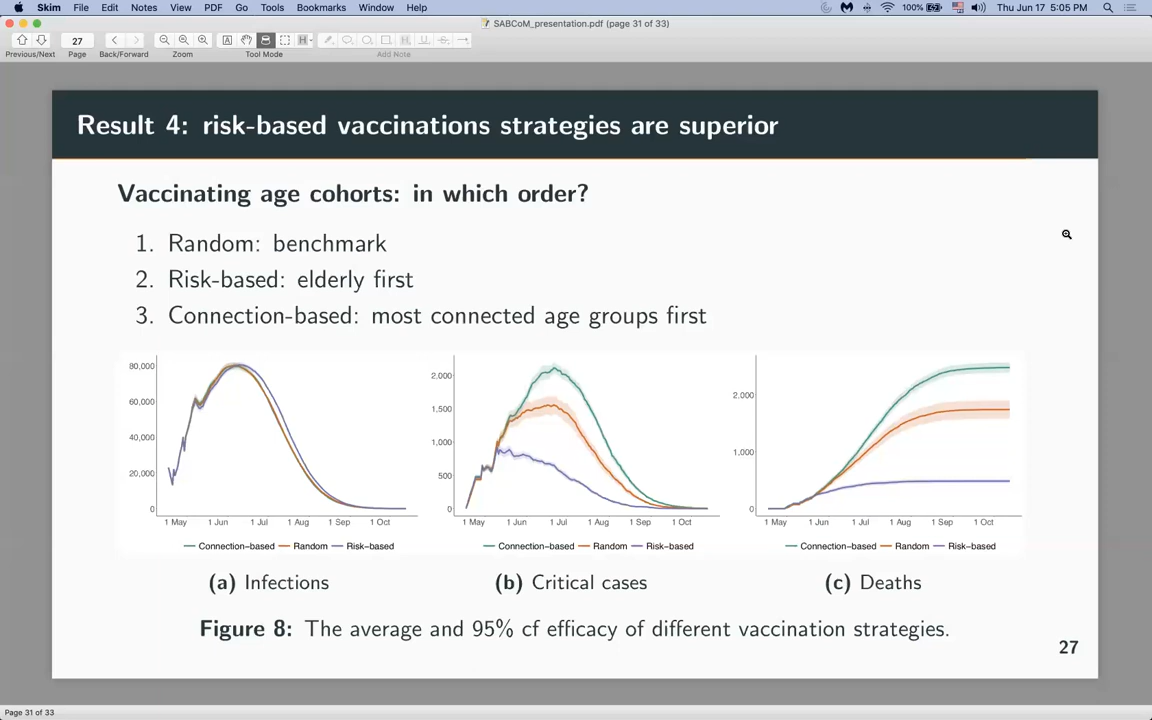 Skim File Edit Notes View PDF Go Tools Bookmarks Window Help 100% Thu Jun 17 5:05 PM
SABCoM_presentation.pdf (page 31 of 33)
27
Previous/Next Page Back/Forward Zoom Tool Mode Add Note
Result 4: risk-based vaccinations strategies are superior
Vaccinating age cohorts: in which order?
1. Random: benchmark
2. Risk-based: elderly first
3. Connection-based: most connected age groups first
80,000
60,000
40,000
20,000
0
1 May 1 Jun 1 Jul 1 Aug 1 Sep 1 Oct
Connection–based Random Risk–based
(a) Infections
2,000
1,500
1,000
500
0
1 May 1 Jun 1 Jul 1 Aug 1 Sep 1 Oct
Connection–based Random Risk–based
(b) Critical cases
2,000
1,000
0
1 May 1 Jun 1 Jul 1 Aug 1 Sep 1 Oct
Connection–based Random Risk–based
(c) Deaths
Figure 8: The average and 95% cf efficacy of different vaccination strategies.
27
Page 31 of 33